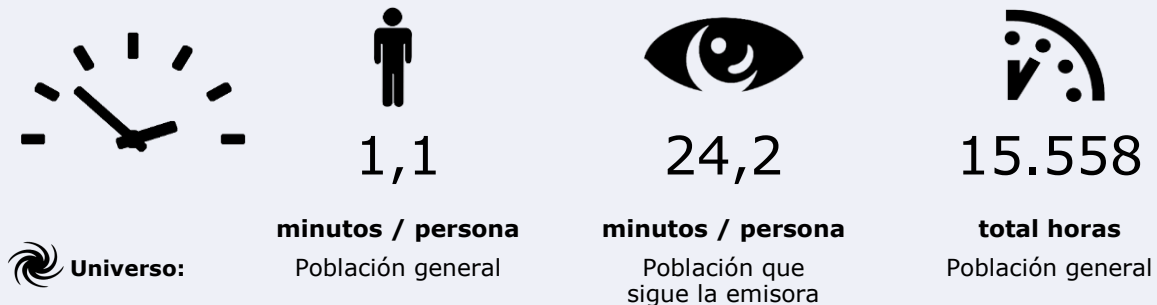 1,1
24,2
15.558
minutos / persona
minutos / persona
total horas
Universo:
Población general
Población que
sigue la emisora
Población general